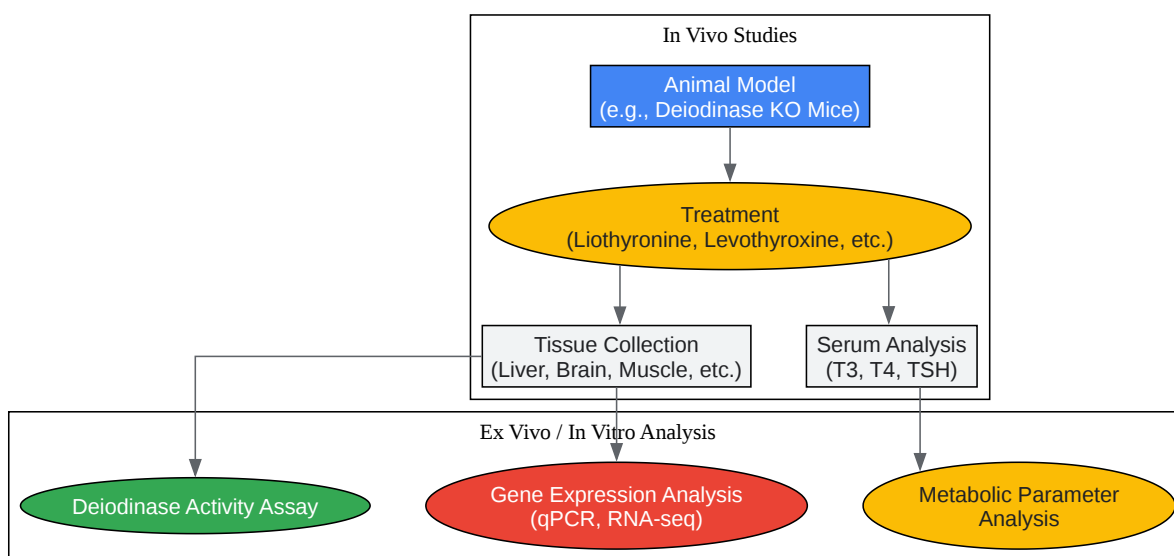 In Vivo Studies
Animal Model
(e.g., Deiodinase KO Mice)
Treatment
(Liothyronine, Levothyroxine, etc.)
Tissue Collection
(Liver, Brain, Muscle, etc.)
Serum Analysis
(T3, T4, TSH)
Ex Vivo / In Vitro Analysis
Deiodinase Activity Assay
Gene Expression Analysis
(qPCR, RNA-seq)
Metabolic Parameter
Analysis